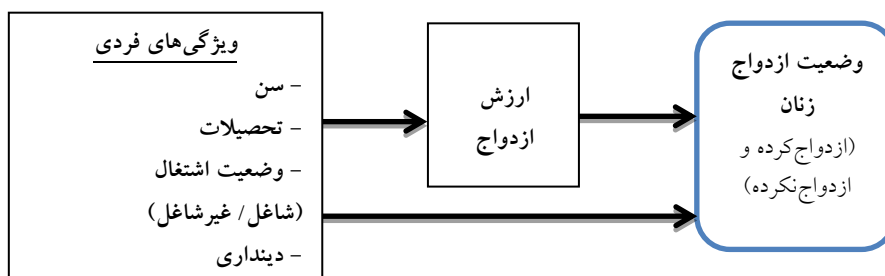 ویژگی‌های فردی
- سن
- تحصیلات
- وضعیت اشتغال
(شاغل/ غیرشاغل)
- دینداری
ارزش
ازدواج
وضعیت ازدواج
زنان
(ازدواج‌کرده و
ازدواج‌نکرده)